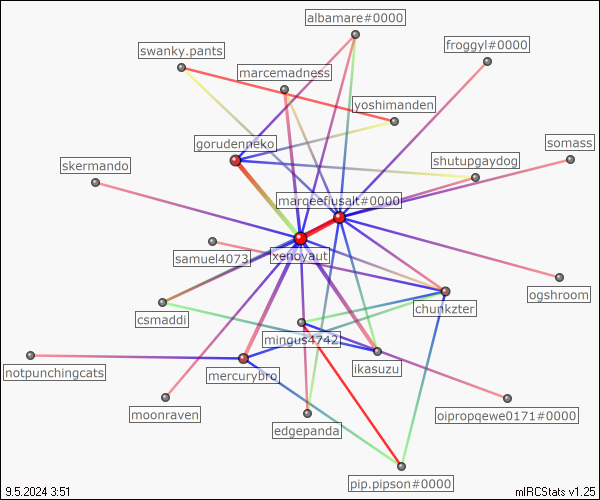 albamare#0000
swanky.pants
froggyl#0000
marcemadness
yoshimanden
gorudenneko
somass
shutupgaydog
skermando
marqeefiusalt#0000
xenoyaut
samuel4073
ogshroom
csmaddi
chunkzter
mingus4742
ikasuzu
notpunchingcats
mercurybro
moonraven
oipropqewe0171#0000
edgepanda
pip.pipson#0000
9.5.2024 3:51
mIRCStats v1.25